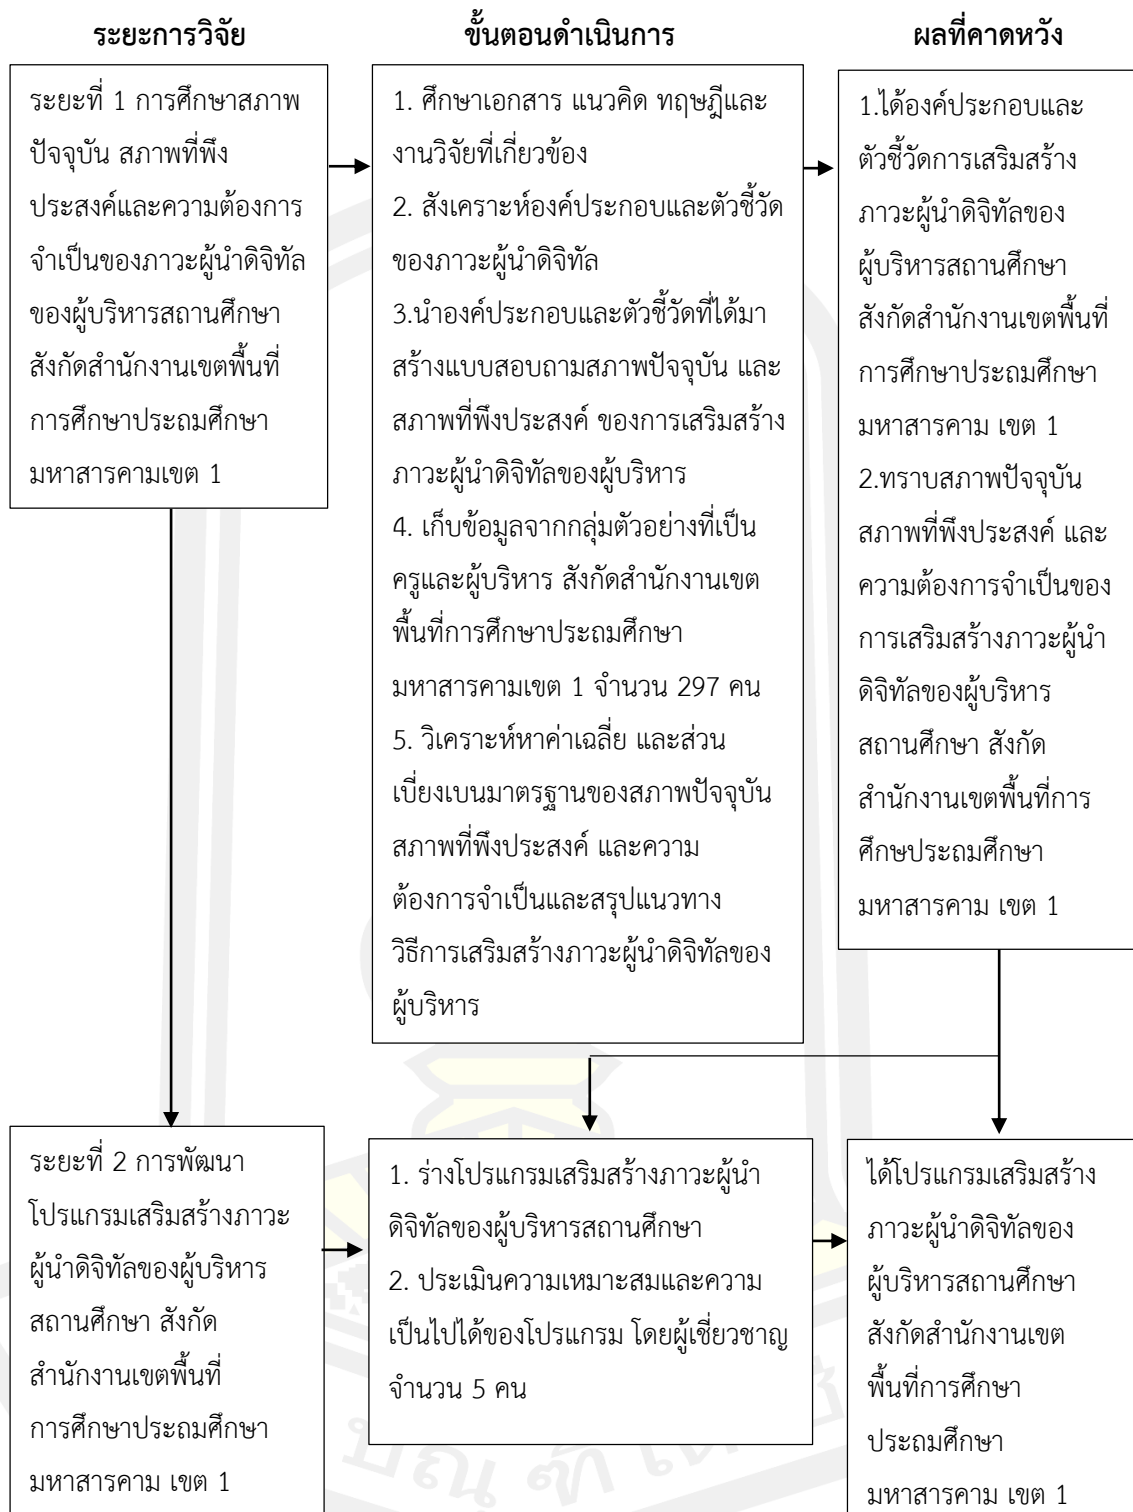 ระยะการวิจัย
ขั้นตอนดำเนินการ
ผลที่คาดหวัง
ระยะที่ 1 การศึกษาสภาพ
ปัจจุบัน สภาพที่พึง
ประสงค์และความต้องการ
จำเป็นของภาวะผู้นำดิจิทัล
ของผู้บริหารสถานศึกษา
สังกัดสำนักงานเขตพื้นที่
การศึกษาประถมศึกษา
มหาสารคามเขต 1
1. ศึกษาเอกสาร แนวคิด ทฤษฎีและ
งานวิจัยที่เกี่ยวข้อง
2. สังเคราะห์องค์ประกอบและตัวชี้วัด
ของภาวะผู้นำดิจิทัล
3.นำองค์ประกอบและตัวชี้วัดที่ได้มา
สร้างแบบสอบถามสภาพปัจจุบัน และ
สภาพที่พึงประสงค์ ของการเสริมสร้าง
ภาวะผู้นำดิจิทัลของผู้บริหาร
4. เก็บข้อมูลจากกลุ่มตัวอย่างที่เป็น
ครูและผู้บริหาร สังกัดสำนักงานเขต
พื้นที่การศึกษาประถมศึกษา
มหาสารคามเขต 1 จำนวน 297 คน
5. วิเคราะห์หาค่าเฉลี่ย และส่วน
เบี่ยงเบนมาตรฐานของสภาพปัจจุบัน
สภาพที่พึงประสงค์ และความ
ต้องการจำเป็นและสรุปแนวทาง
วิธีการเสริมสร้างภาวะผู้นำดิจิทัลของ
ผู้บริหาร
1.ได้องค์ประกอบและ
ตัวชี้วัดการเสริมสร้าง
ภาวะผู้นำดิจิทัลของ
ผู้บริหารสถานศึกษา
สังกัดสำนักงานเขตพื้นที่
การศึกษาประถมศึกษา
มหาสารคาม เขต 1
2.ทราบสภาพปัจจุบัน
สภาพที่พึงประสงค์ และ
ความต้องการจำเป็นของ
การเสริมสร้างภาวะผู้นำ
ดิจิทัลของผู้บริหาร
สถานศึกษา สังกัด
สำนักงานเขตพื้นที่การ
ศึกษประถมศึกษา
มหาสารคาม เขต 1
ระยะที่ 2 การพัฒนา
โปรแกรมเสริมสร้างภาวะ
ผู้นำดิจิทัลของผู้บริหาร
สถานศึกษา สังกัด
สำนักงานเขตพื้นที่
การศึกษาประถมศึกษา
มหาสารคาม เขต 1
1. ร่างโปรแกรมเสริมสร้างภาวะผู้นำ
ดิจิทัลของผู้บริหารสถานศึกษา
2. ประเมินความเหมาะสมและความ
เป็นไปได้ของโปรแกรม โดยผู้เชี่ยวชาญ
จำนวน 5 คน
ได้โปรแกรมเสริมสร้าง
ภาวะผู้นำดิจิทัลของ
ผู้บริหารสถานศึกษา
สังกัดสำนักงานเขต
พื้นที่การศึกษา
ประถมศึกษา
มหาสารคาม เขต 1